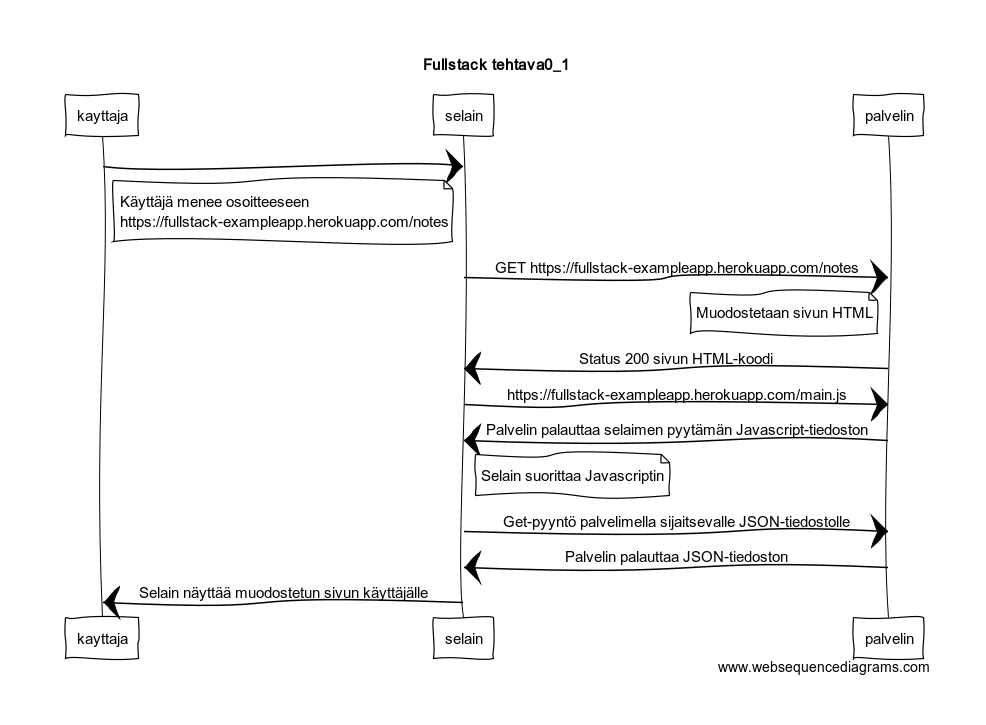 Fullstack tehtava0_1
kayttaja
selain
palvelin
Käyttäjä menee osoitteeseen
https://fullstack-exampleapp.herokuapp.com/notes
GET https://fullstack-exampleapp.herokuapp.com/notes
Muodostetaan sivun HTML
Status 200 sivun HTML-koodi
https://fullstack-exampleapp.herokuapp.com/main.js
Palvelin palauttaa selaimen pyytämän Javascript-tiedoston
Selain suorittaa Javascriptin
Get-pyyntö palvelimella sijaitsevalle JSON-tiedostolle
Palvelin palauttaa JSON-tiedoston
Selain näyttää muodostetun sivun käyttäjälle
kayttaja
selain
palvelin
www.websequencediagrams.com